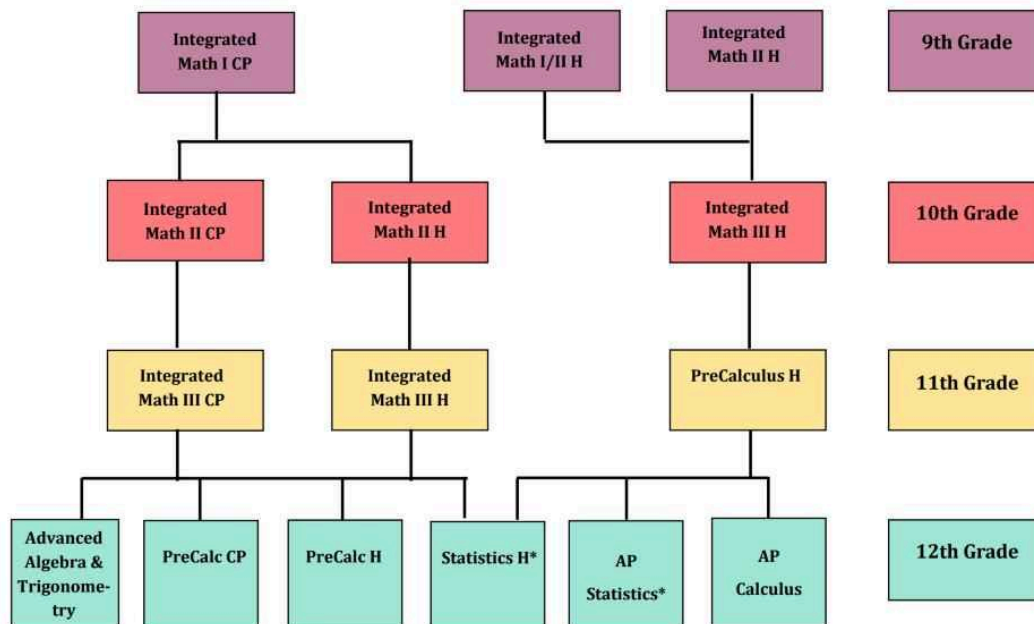 Integrated
Math I CP
Integrated
Math I/II H
Integrated
Math II H
9th Grade
Integrated
Math II CP
Integrated
Math II H
Integrated
Math III H
10th Grade
Integrated
Math III CP
Integrated
Math III H
PreCalculus H
11th Grade
Advanced
Algebra &
Trigonome-
try
PreCalc CP
PreCalc H
Statistics H*
AP
Statistics*
AP
Calculus
12th Grade